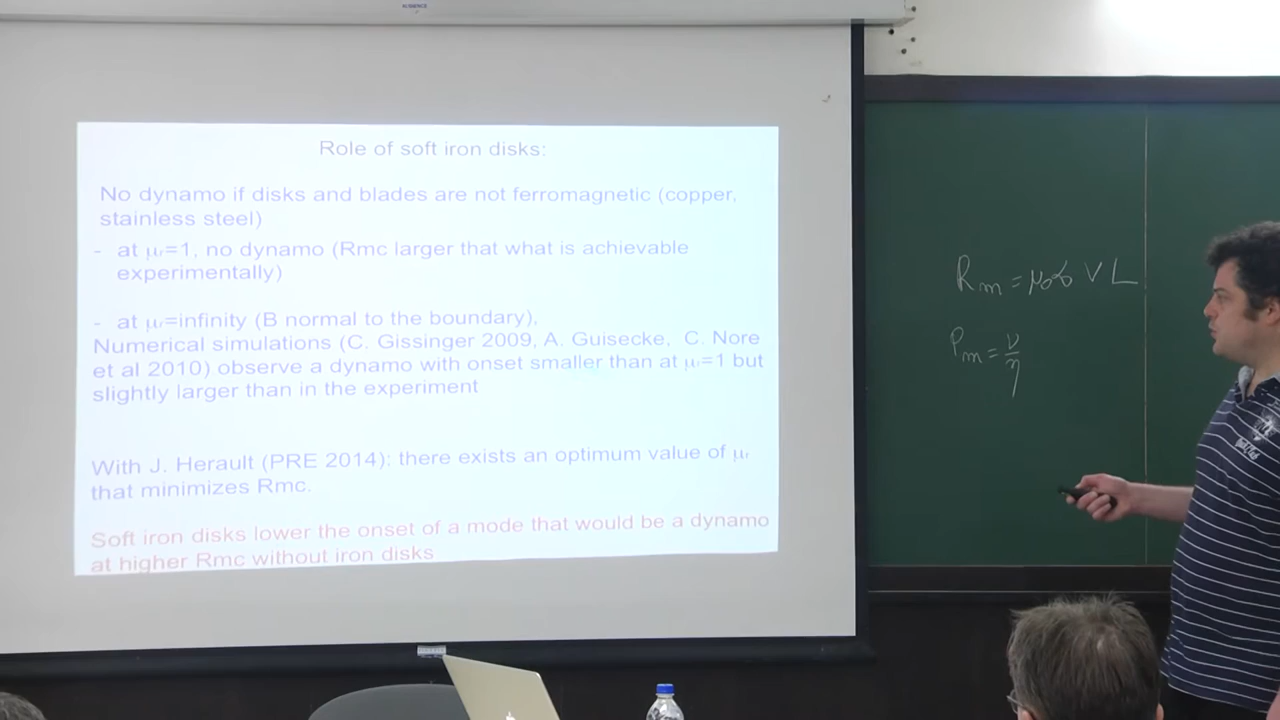 Role of soft iron disks:
No dynamo if disks and blades are not ferromagnetic (copper,
stainless steel)
- at μr=1, no dynamo (Rmc larger that what is achievable
experimentally)
- at μr=infinity (B normal to the boundary),
Numerical simulations (C. Gissinger 2009, A. Guisecke, C. Nore
et al 2010) observe a dynamo with onset smaller than at μr=1 but
slightly larger than in the experiment
With J. Herault (PRE 2014): there exists an optimum value of μr
that minimizes Rmc.
Soft iron disks lower the onset of a mode that would be a dynamo
at higher Rmc without iron disks
Rm = μ0σ V L
Pm = ν/η